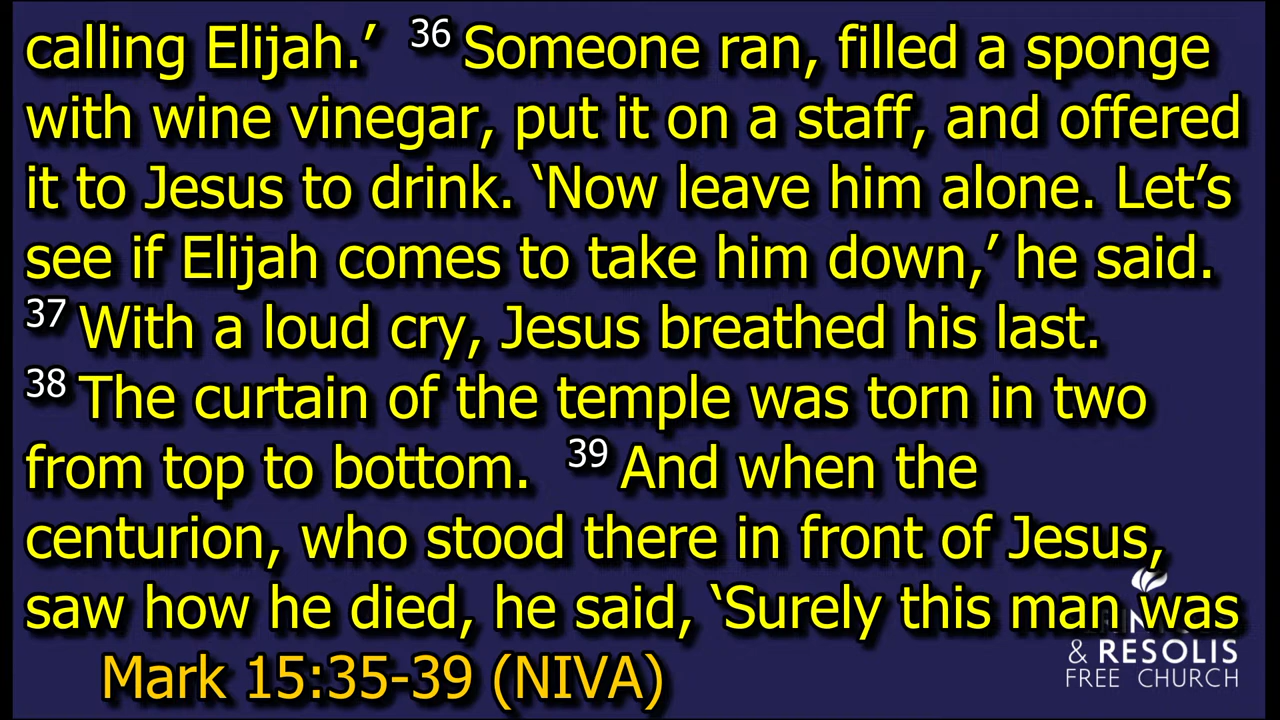 calling Elijah.’ 36 Someone ran, filled a sponge
with wine vinegar, put it on a staff, and offered
it to Jesus to drink. ‘Now leave him alone. Let’s
see if Elijah comes to take him down,’ he said.
37 With a loud cry, Jesus breathed his last.
38 The curtain of the temple was torn in two
from top to bottom. 39 And when the
centurion, who stood there in front of Jesus,
saw how he died, he said, ‘Surely this man was
Mark 15:35-39 (NIVA)
& RESOLIS
FREE CHURCH